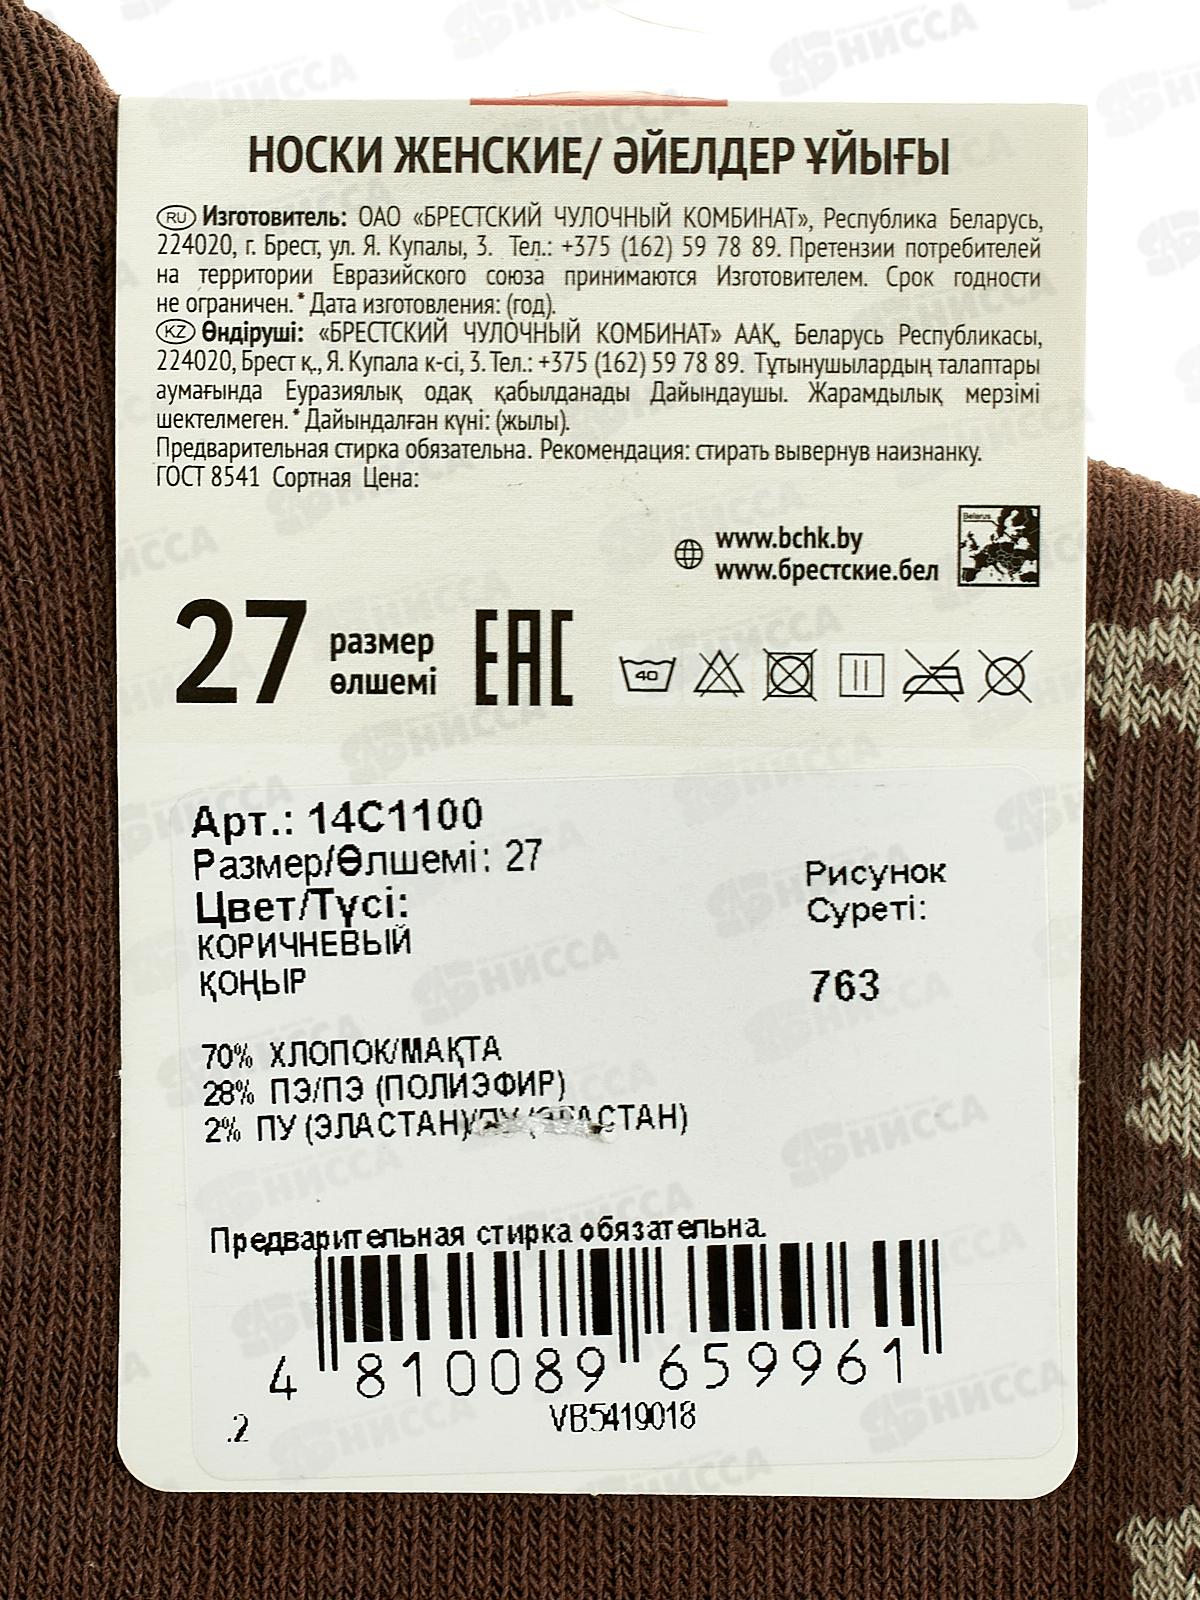 НОСКИ ЖЕНСКИЕ/ ӘЙЕЛДЕР ҰЙЫҒЫ
RU Изготовитель: ОАО «БРЕСТСКИЙ ЧУЛОЧНЫЙ КОМБИНАТ», Республика Беларусь,
224020, г. Брест, ул. Я. Купалы, 3. Тел.: +375 (162) 59 78 89. Претензии потребителей
на территории Евразийского союза принимаются Изготовителем. Срок годности
не ограничен.* Дата изготовления: (год).
KZ Өндіруші: «БРЕСТСКИЙ ЧУЛОЧНЫЙ КОМБИНАТ» ААҚ, Беларусь Республикасы,
224020, Брест қ., Я. Купала к-сі, 3. Тел.: +375 (162) 59 78 89. Тұтынушылардың талаптары
аумағында Еуразиялық одақ қабылданады Дайындаушы. Жарамдылық мерзімі
шектелмеген.* Дайындалған күні: (жылы).
Предварительная стирка обязательна. Рекомендация: стирать вывернув наизнанку.
ГОСТ 8541 Сортная Цена:
www.bchk.by
www.брестские.бел
Belarus
27 размер
өлшемі
EAC
40
Арт.: 14С1100
Размер/Өлшемі: 27
Цвет/Түсі:
КОРИЧНЕВЫЙ
ҚОҢЫР
Рисунок
Суреті:
763
70% ХЛОПОК/МАҚТА
28% ПЭ/ПЭ (ПОЛИЭФИР)
2% ПУ (ЭЛАСТАН)/ПУ (ЭЛАСТАН)
Предварительная стирка обязательна.
4 810089 659961
.2
VB5419018
НИССА